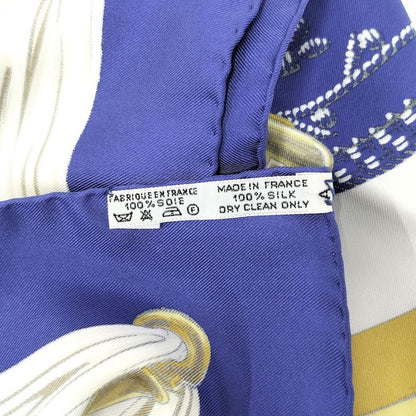 FABRIQUE EN FRANCE
100% SOIE
MADE IN FRANCE
100% SILK
DRY CLEAN ONLY